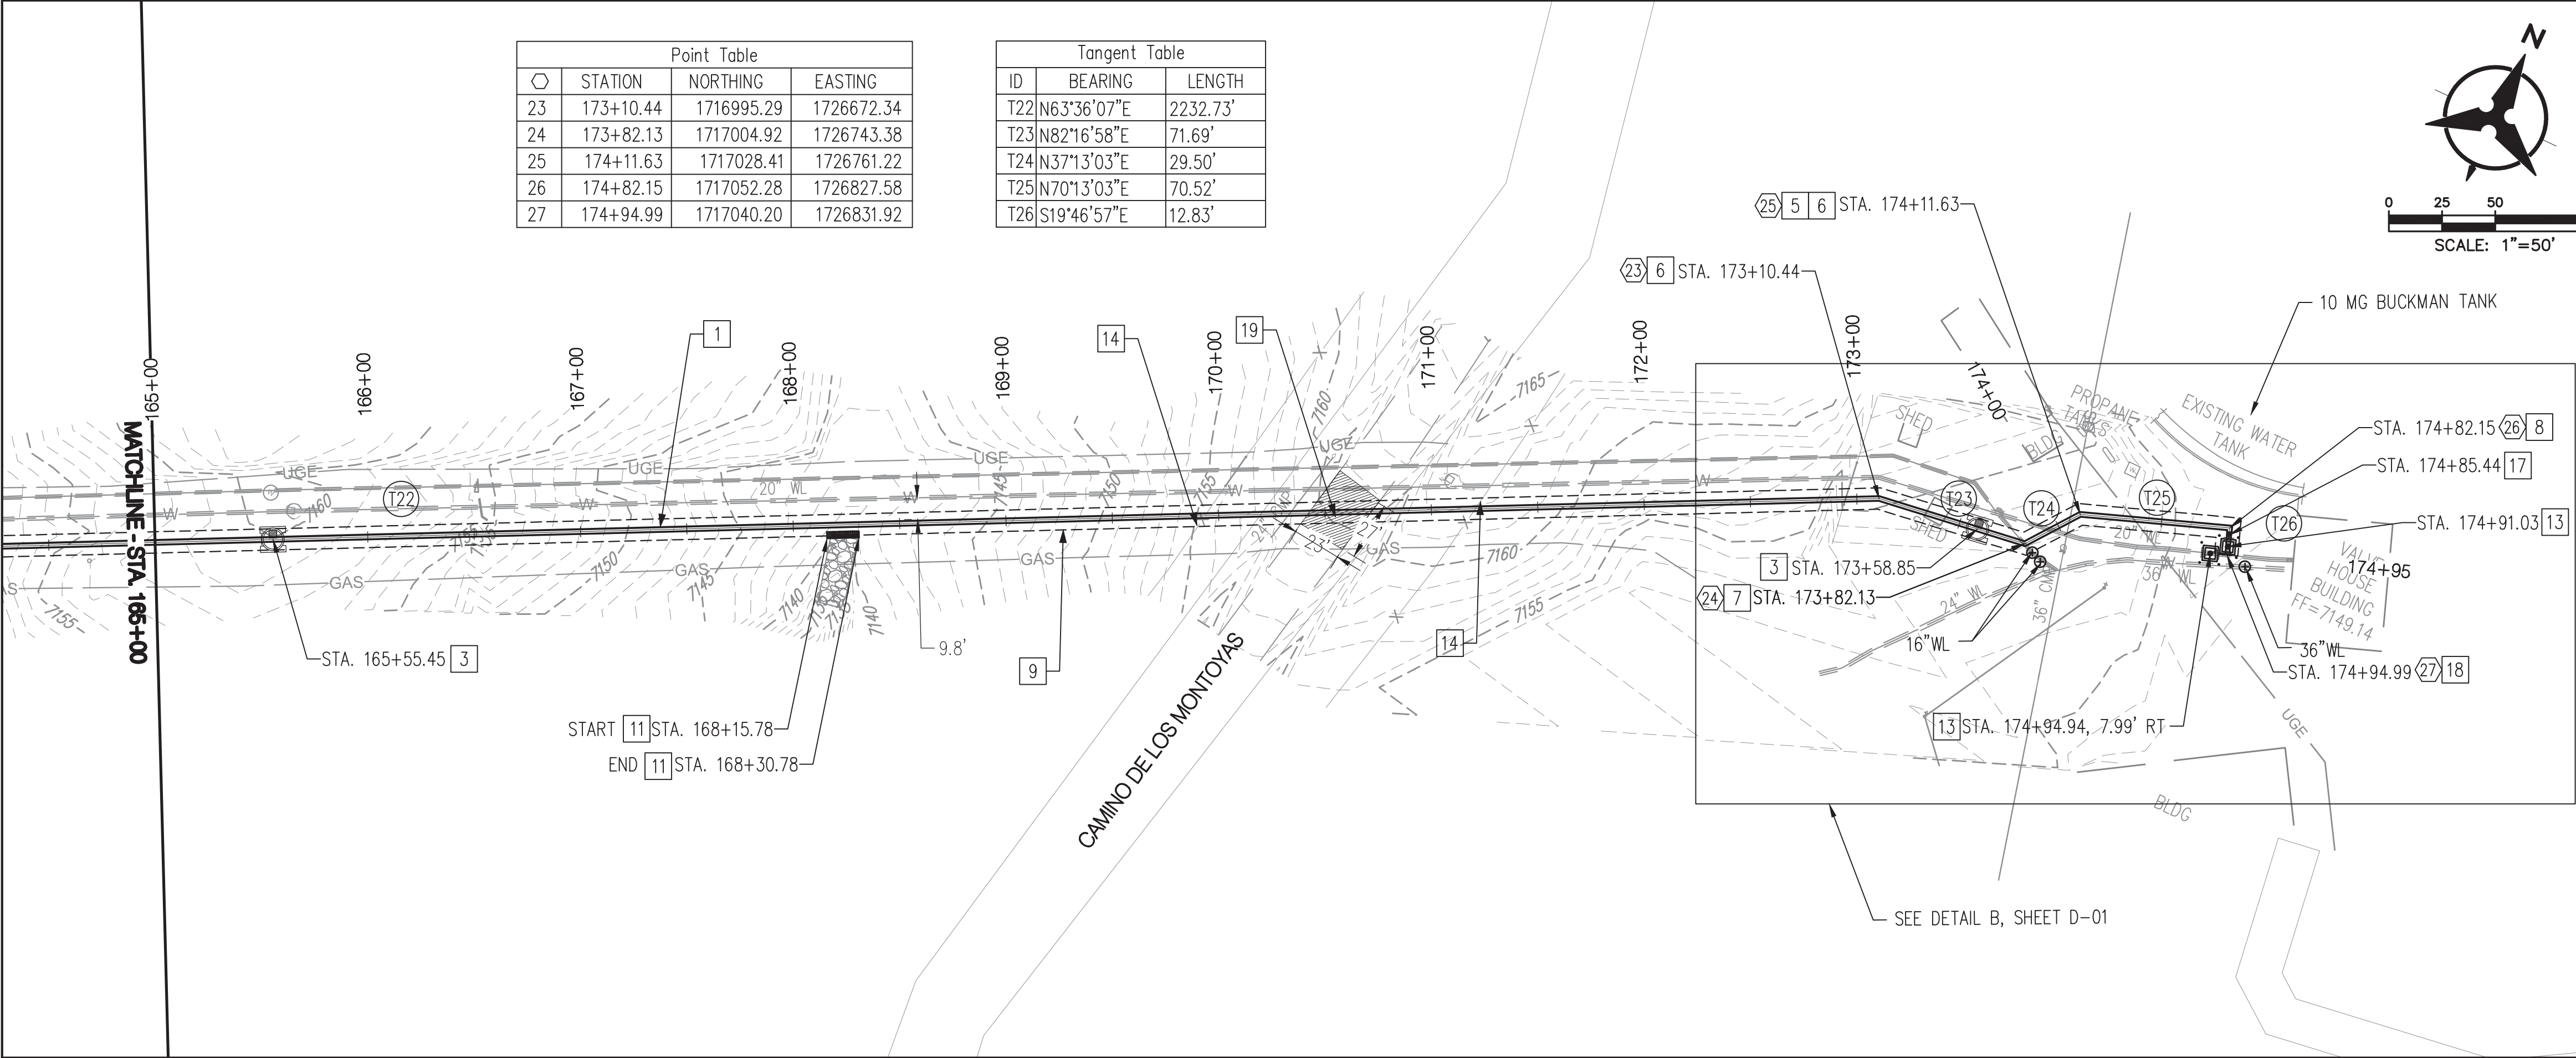 Point Table
⬡ STATION NORTHING EASTING
23 173+10.44 1716995.29 1726672.34
24 173+82.13 1717004.92 1726743.38
25 174+11.63 1717028.41 1726761.22
26 174+82.15 1717052.28 1726827.58
27 174+94.99 1717040.20 1726831.92
Tangent Table
ID BEARING LENGTH
T22 N63°36'07"E 2232.73'
T23 N82°16'58"E 71.69'
T24 N37°13'03"E 29.50'
T25 N70°13'03"E 70.52'
T26 S19°46'57"E 12.83'
N
0 25 50
SCALE: 1"=50'
25 5 6 STA. 174+11.63
23 6 STA. 173+10.44
10 MG BUCKMAN TANK
1
14
19
165+00
166+00
167+00
168+00
169+00
170+00
171+00
172+00
173+00
174+00
MATCHLINE - STA. 165+00
7160
7165
SHED
PROPANE
TANKS
BLDG
EXISTING WATER
TANK
STA. 174+82.15 26 8
STA. 174+85.44 17
STA. 174+91.03 13
UGE
UGE
UGE
UGE
T22
20" WL
W
W
W
W
W
7160
7145
7150
7155
T23
T24
T25
T26
SHED
20" WL
36" WL
24" WL
36" CMP
23'
27'
GAS
GAS
GAS
GAS
GAS
7155
7155
7150
7145
7140
7135
7140
7160
7155
3 STA. 173+58.85
24 7 STA. 173+82.13
VALVE
HOUSE
BUILDING
FF=7149.14
174+95
16"WL
36"WL
STA. 174+94.99 27 18
STA. 165+55.45 3
9.8'
9
14
CAMINO DE LOS MONTOYAS
START 11 STA. 168+15.78
END 11 STA. 168+30.78
13 STA. 174+94.94, 7.99' RT
UGE
BLDG
SEE DETAIL B, SHEET D-01